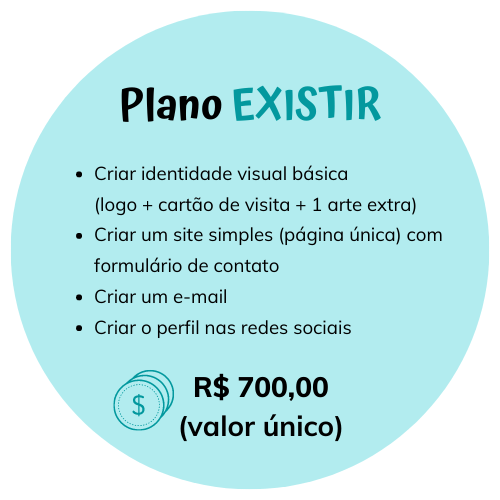 Plano EXISTIR
• Criar identidade visual básica
(logo + cartão de visita + 1 arte extra)
• Criar um site simples (página única) com
formulário de contato
• Criar um e-mail
• Criar o perfil nas redes sociais
$
R$ 700,00
(valor único)